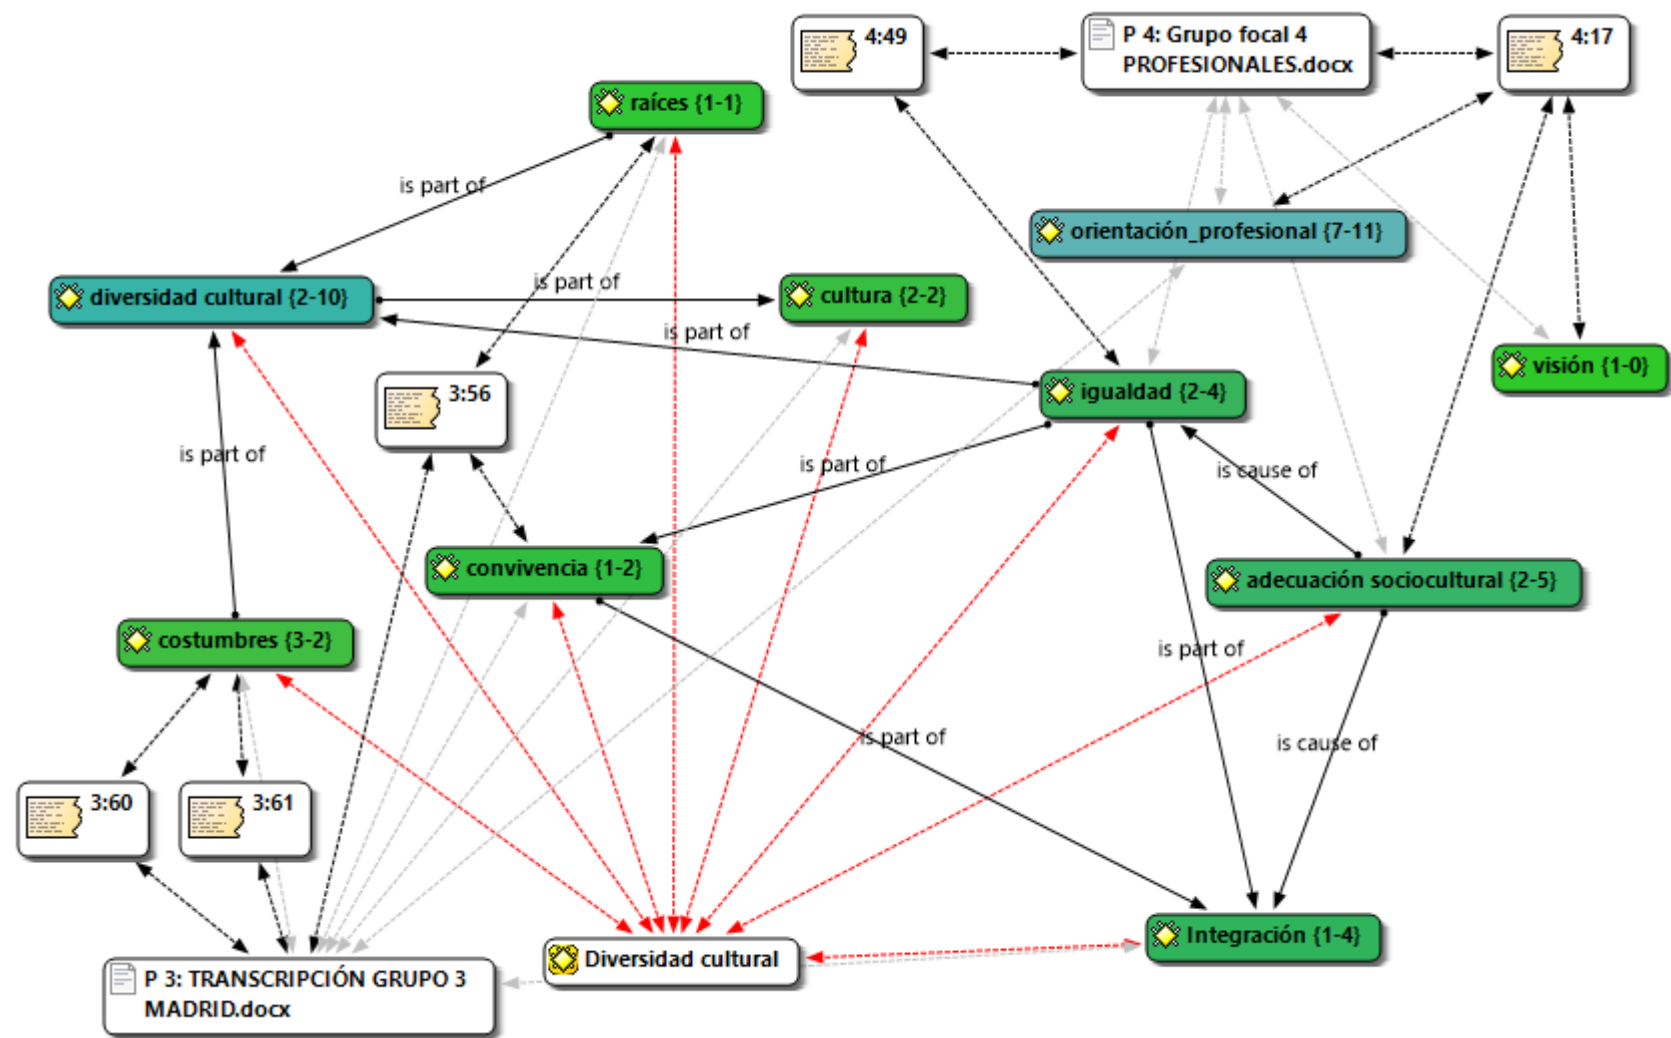 4:49
P 4: Grupo focal 4
PROFESIONALES.docx
4:17
raíces {1-1}
is part of
orientación_profesional {7-11}
diversidad cultural {2-10}
is part of
cultura {2-2}
is part of
visión {1-0}
3:56
igualdad {2-4}
is part of
is part of
is cause of
convivencia {1-2}
adecuación sociocultural {2-5}
costumbres {3-2}
is part of
is part of
is cause of
3:60
3:61
Diversidad cultural
Integración {1-4}
P 3: TRANSCRIPCIÓN GRUPO 3
MADRID.docx